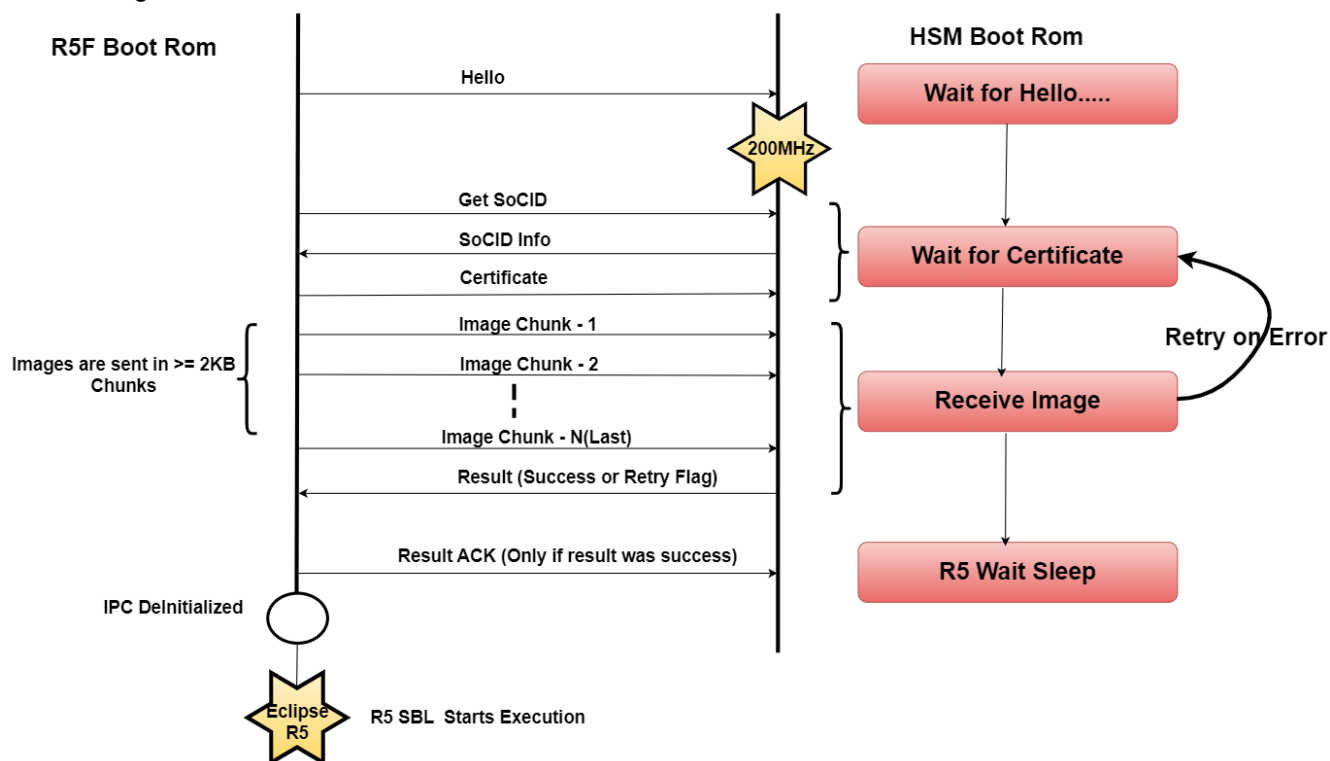 R5F Boot Rom
HSM Boot Rom
Hello
Wait for Hello.....
200MHz
Get SoCID
SoCID Info
Wait for Certificate
Certificate
Image Chunk - 1
Retry on Error
Images are sent in >= 2KB
Chunks
Image Chunk - 2
Receive Image
Image Chunk - N(Last)
Result (Success or Retry Flag)
Result ACK (Only if result was success)
R5 Wait Sleep
IPC DeInitialized
Eclipse
R5
R5 SBL Starts Execution